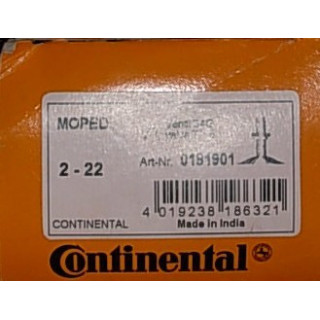 MOPED
2 - 22
Art-Nr. 0181901
CONTINENTAL
4 019238 186321
Made in India
Continental